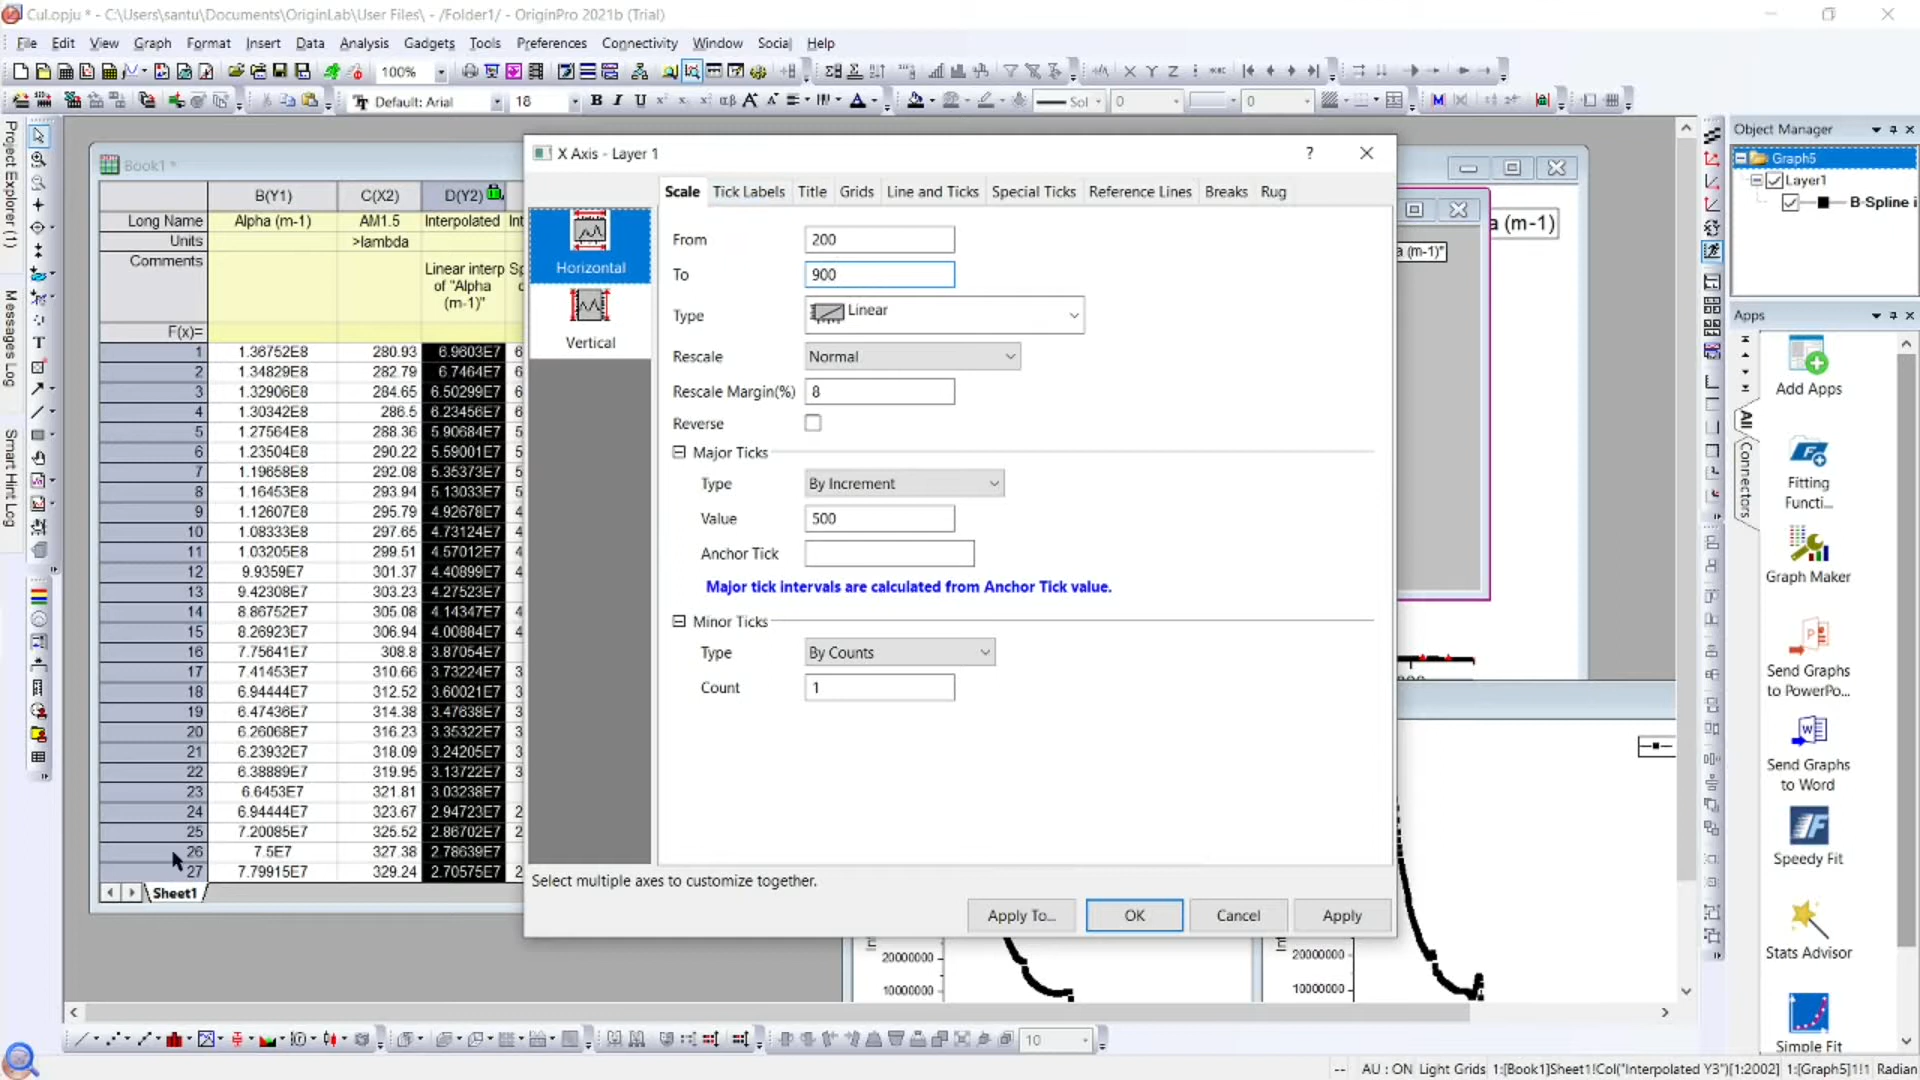 Cul.opju * - C:\Users\santu\Documents\OriginLab\User Files\ - /Folder1/ - OriginPro 2021b (Trial)
File Edit View Graph Format Insert Data Analysis Gadgets Tools Preferences Connectivity Window Social Help
100%
Default: Arial 18 B I U Sol 0 0
Project Explorer (1)
Messages Log
Smart Hint Log
Book1 *
B(Y1) C(X2) D(Y2)
Long Name Alpha (m-1) AM1.5 Interpolated
Units >lambda
Comments Linear interp
of "Alpha
(m-1)"
F(x)=
1 1.36752E8 280.93 6.9603E7
2 1.34829E8 282.79 6.7464E7
3 1.32906E8 284.65 6.50299E7
4 1.30342E8 286.5 6.23456E7
5 1.27564E8 288.36 5.90684E7
6 1.23504E8 290.22 5.59001E7
7 1.19658E8 292.08 5.35373E7
8 1.16453E8 293.94 5.13033E7
9 1.12607E8 295.79 4.92678E7
10 1.08333E8 297.65 4.73124E7
11 1.03205E8 299.51 4.57012E7
12 9.9359E7 301.37 4.40899E7
13 9.42308E7 303.23 4.27523E7
14 8.86752E7 305.08 4.14347E7
15 8.26923E7 306.94 4.00884E7
16 7.75641E7 308.8 3.87054E7
17 7.41453E7 310.66 3.73224E7
18 6.94444E7 312.52 3.60021E7
19 6.47436E7 314.38 3.47638E7
20 6.26068E7 316.23 3.35322E7
21 6.23932E7 318.09 3.24205E7
22 6.38889E7 319.95 3.13722E7
23 6.6453E7 321.81 3.03238E7
24 6.94444E7 323.67 2.94723E7
25 7.20085E7 325.52 2.86702E7
26 7.5E7 327.38 2.78639E7
27 7.79915E7 329.24 2.70575E7
Sheet1
X Axis - Layer 1
?
Scale Tick Labels Title Grids Line and Ticks Special Ticks Reference Lines Breaks Rug
Horizontal
Vertical
From 200
To 900
Type Linear
Rescale Normal
Rescale Margin(%) 8
Reverse
Major Ticks
Type By Increment
Value 500
Anchor Tick
Major tick intervals are calculated from Anchor Tick value.
Minor Ticks
Type By Counts
Count 1
Select multiple axes to customize together.
Apply To... OK Cancel Apply
a (m-1)
a (m-1)"
20000000
10000000
20000000
10000000
Object Manager
Graph5
Layer1
B-Spline i
Apps
All
Connectors
Add Apps
Fitting
Functi...
Graph Maker
Send Graphs
to PowerPo...
Send Graphs
to Word
Speedy Fit
Stats Advisor
Simple Fit
10
-- AU : ON Light Grids 1:[Book1]Sheet1!Col("Interpolated Y3")[1:2002] 1:[Graph5]1!1 Radian